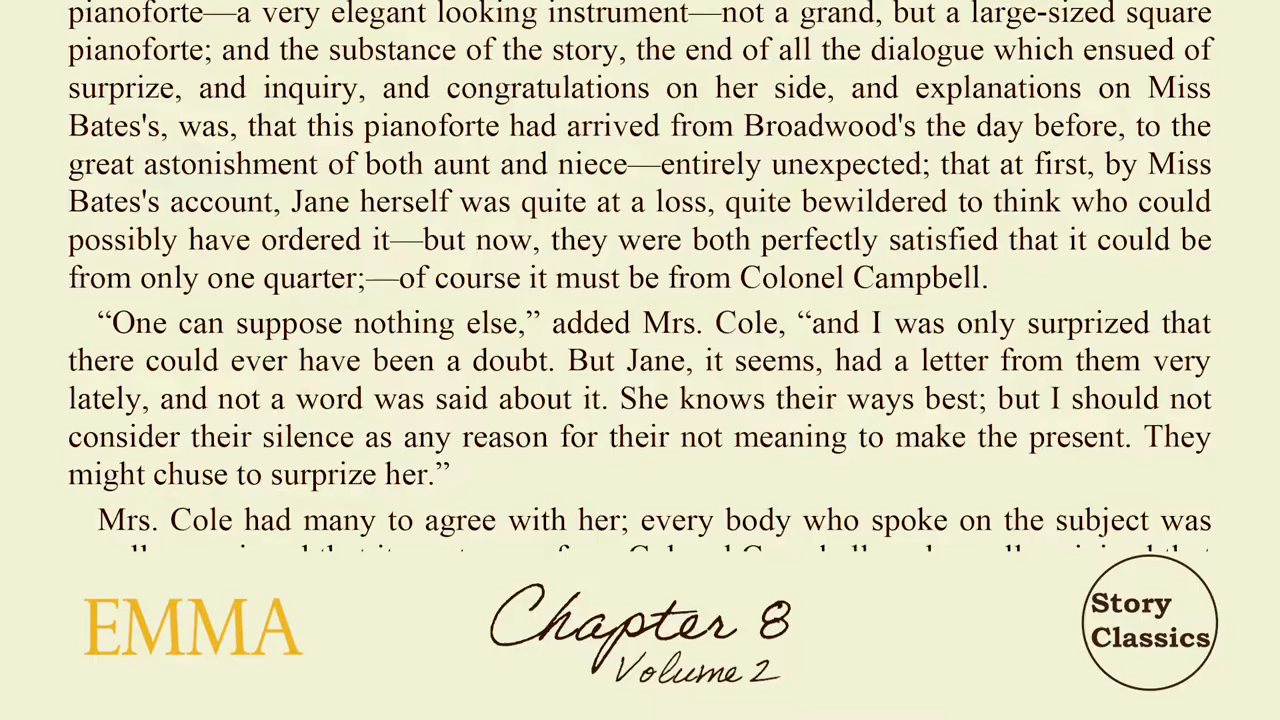 pianoforte—a very elegant looking instrument—not a grand, but a large-sized square
pianoforte; and the substance of the story, the end of all the dialogue which ensued of
surprize, and inquiry, and congratulations on her side, and explanations on Miss
Bates's, was, that this pianoforte had arrived from Broadwood's the day before, to the
great astonishment of both aunt and niece—entirely unexpected; that at first, by Miss
Bates's account, Jane herself was quite at a loss, quite bewildered to think who could
possibly have ordered it—but now, they were both perfectly satisfied that it could be
from only one quarter;—of course it must be from Colonel Campbell.
“One can suppose nothing else,” added Mrs. Cole, “and I was only surprized that
there could ever have been a doubt. But Jane, it seems, had a letter from them very
lately, and not a word was said about it. She knows their ways best; but I should not
consider their silence as any reason for their not meaning to make the present. They
might chuse to surprize her.”
Mrs. Cole had many to agree with her; every body who spoke on the subject was
EMMA
Chapter 8
Volume 2
Story
Classics